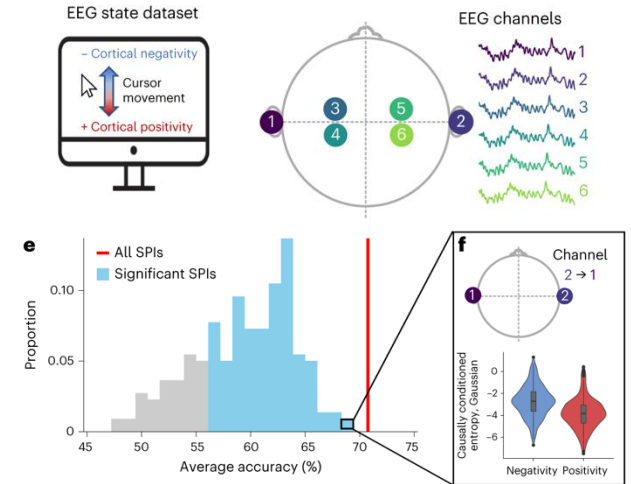 EEG state dataset
– Cortical negativity
Cursor
movement
+ Cortical positivity
1
2
3
4
5
6
EEG channels
1
2
3
4
5
6
e
All SPIs
Significant SPIs
Proportion
0.10
0.05
0
45
50
55
60
65
70
75
Average accuracy (%)
f
Channel
2 → 1
1
2
Causally conditioned
entropy, Gaussian
0
–2
–4
–6
Negativity
Positivity